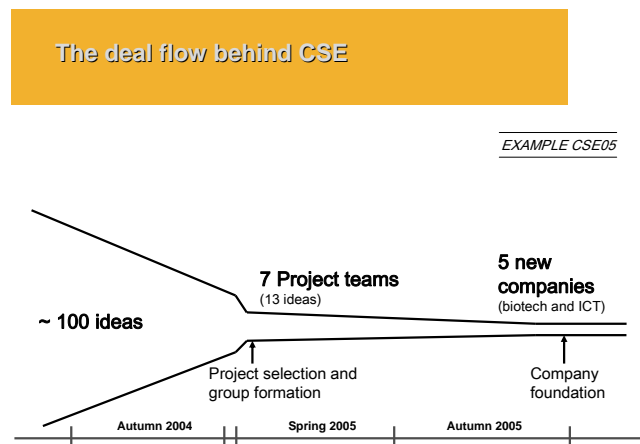 The deal flow behind CSE
EXAMPLE CSE05
7 Project teams
(13 ideas)
5 new
companies
(biotech and ICT)
~ 100 ideas
Project selection and
group formation
Company
foundation
Autumn 2004
Spring 2005
Autumn 2005